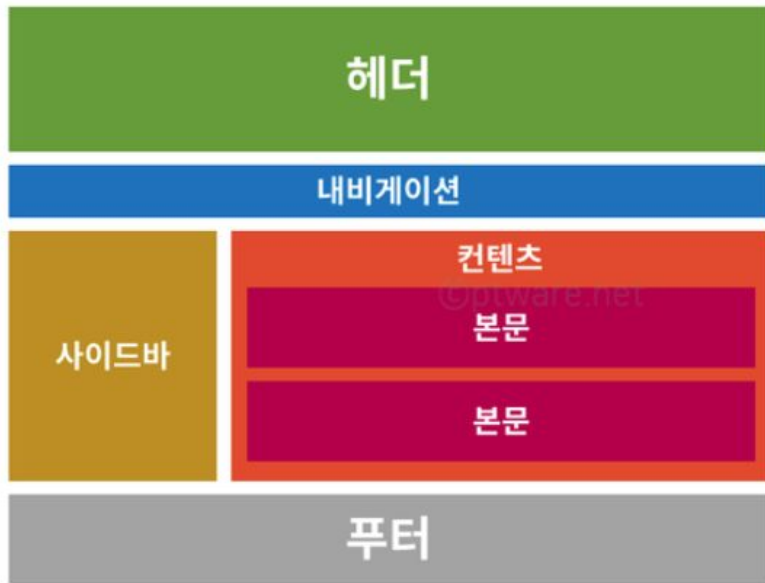 헤더
내비게이션
컨텐츠
©ptware.net
본문
사이드바
본문
푸터